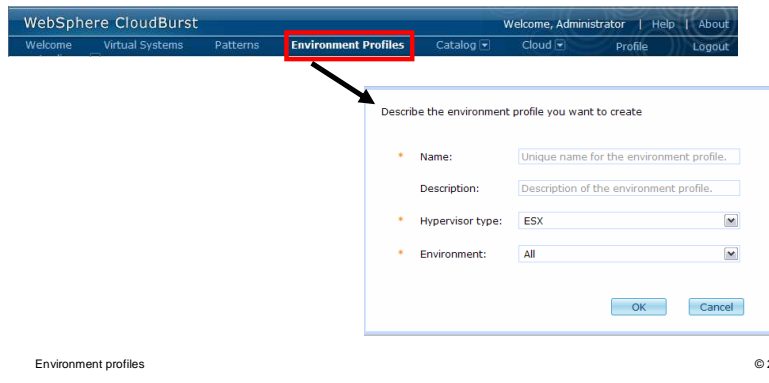 WebSphere CloudBurst
Welcome, Administrator | Help | About
Welcome Virtual Systems Patterns Environment Profiles Catalog Cloud Profile Logout
Describe the environment profile you want to create
* Name: Unique name for the environment profile.
Description: Description of the environment profile.
* Hypervisor type: ESX
* Environment: All
OK Cancel
Environment profiles ©